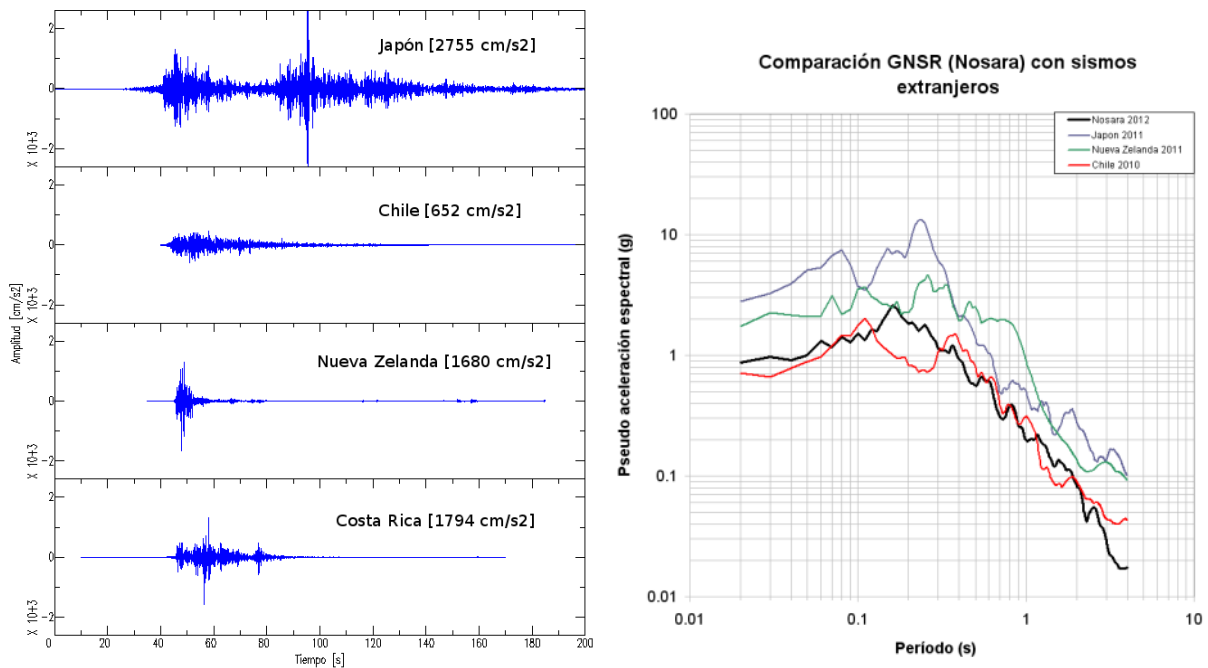 Japón [2755 cm/s2]
2
0
-2
X 10+3
Chile [652 cm/s2]
2
0
-2
X 10+3
Amplitud [cm/s2]
Nueva Zelanda [1680 cm/s2]
2
0
-2
X 10+3
Costa Rica [1794 cm/s2]
2
0
-2
X 10+3
0 20 40 60 80 100 120 140 160 180 200
Tiempo [s]
Comparación GNSR (Nosara) con sismos
extranjeros
Nosara 2012
Japon 2011
Nueva Zelanda 2011
Chile 2010
Pseudo aceleración espectral (g)
100
10
1
0.1
0.01
0.01 0.1 1 10
Período (s)